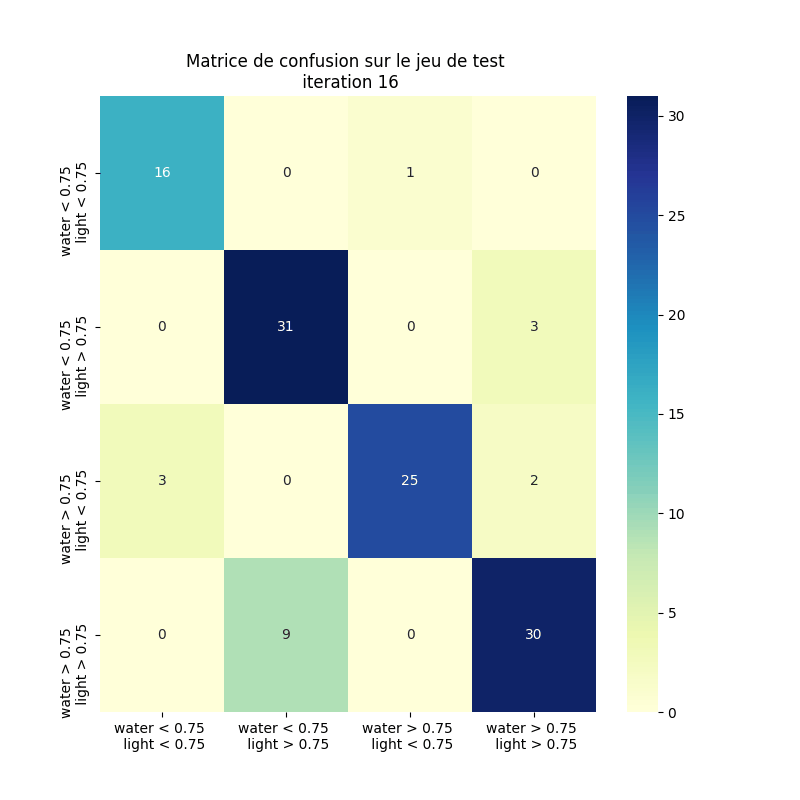 Matrice de confusion sur le jeu de test
iteration 16
water < 0.75
light < 0.75
16
0
1
0
water < 0.75
light > 0.75
0
31
0
3
water > 0.75
light < 0.75
3
0
25
2
water > 0.75
light > 0.75
0
9
0
30
water < 0.75
light < 0.75
water < 0.75
light > 0.75
water > 0.75
light < 0.75
water > 0.75
light > 0.75
30
25
20
15
10
5
0